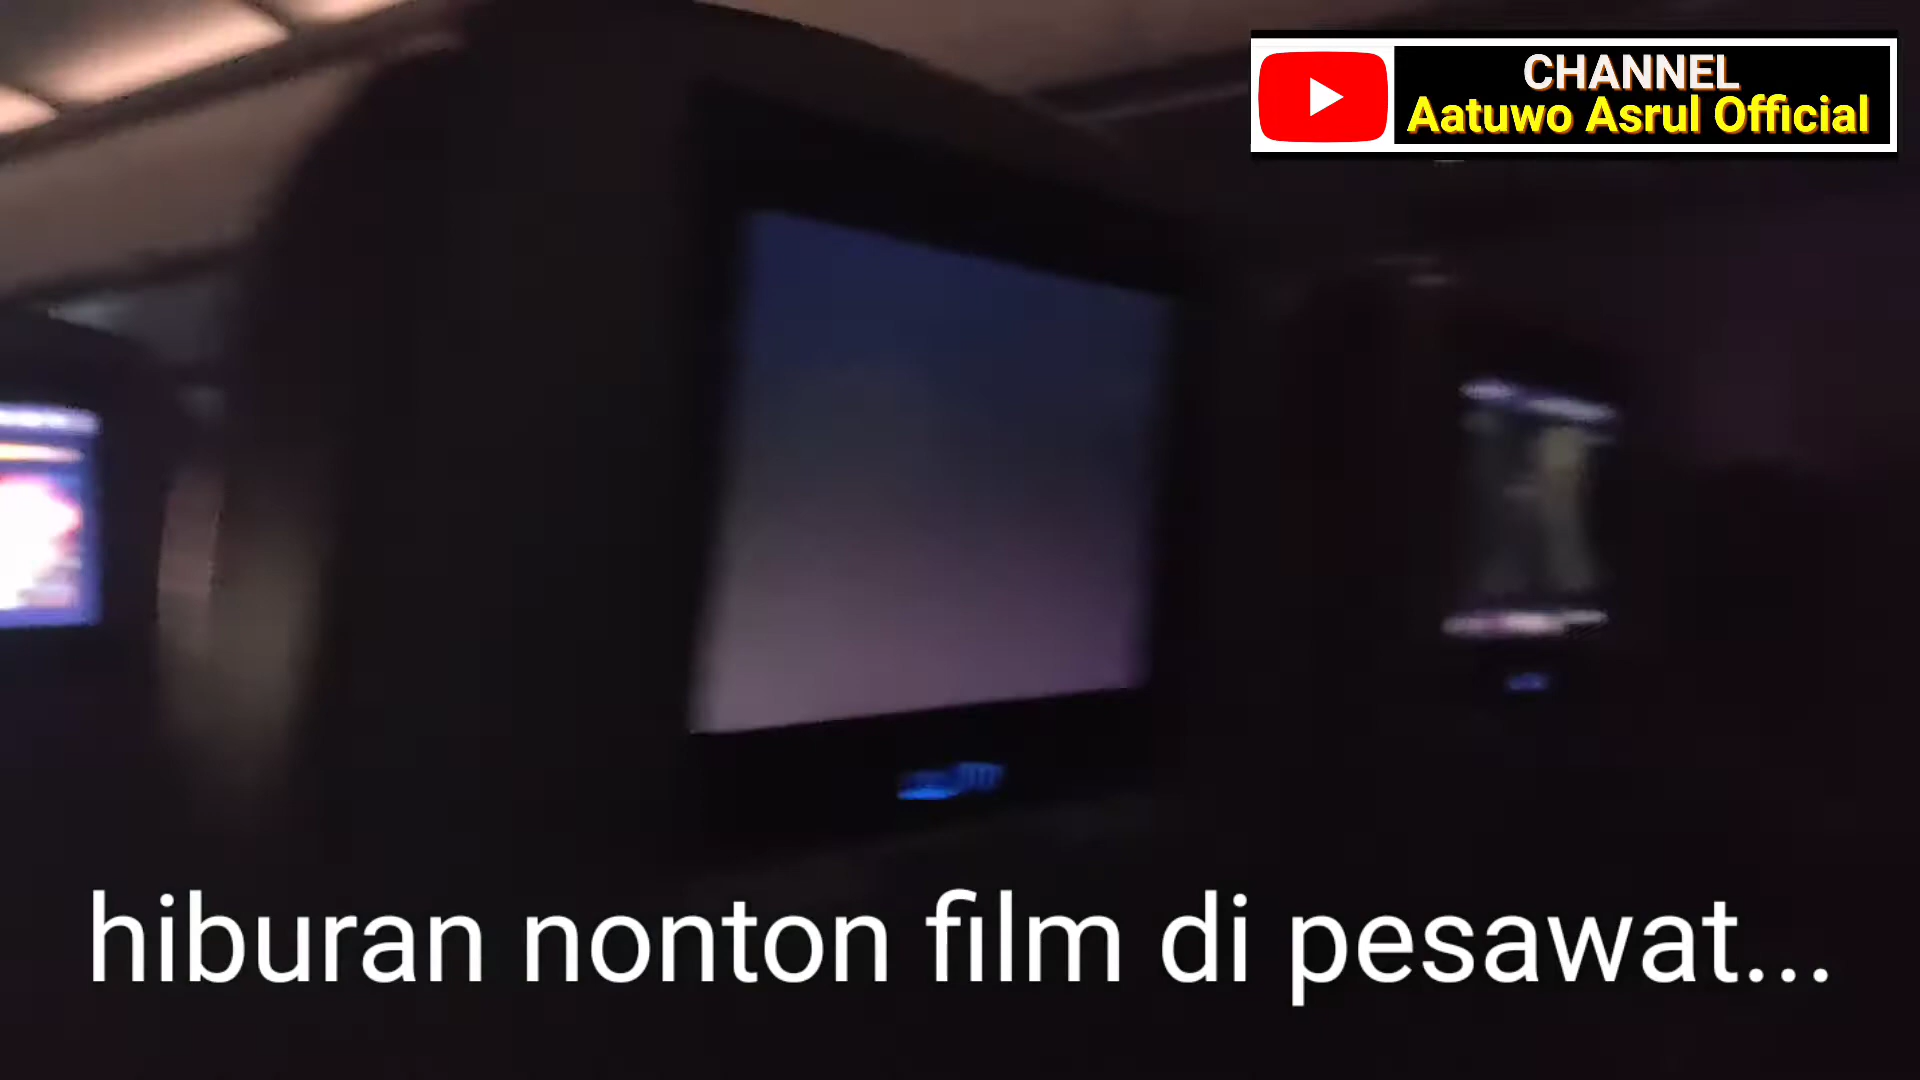 CHANNEL
Aatuwo Asrul Official
hiburan nonton film di pesawat...